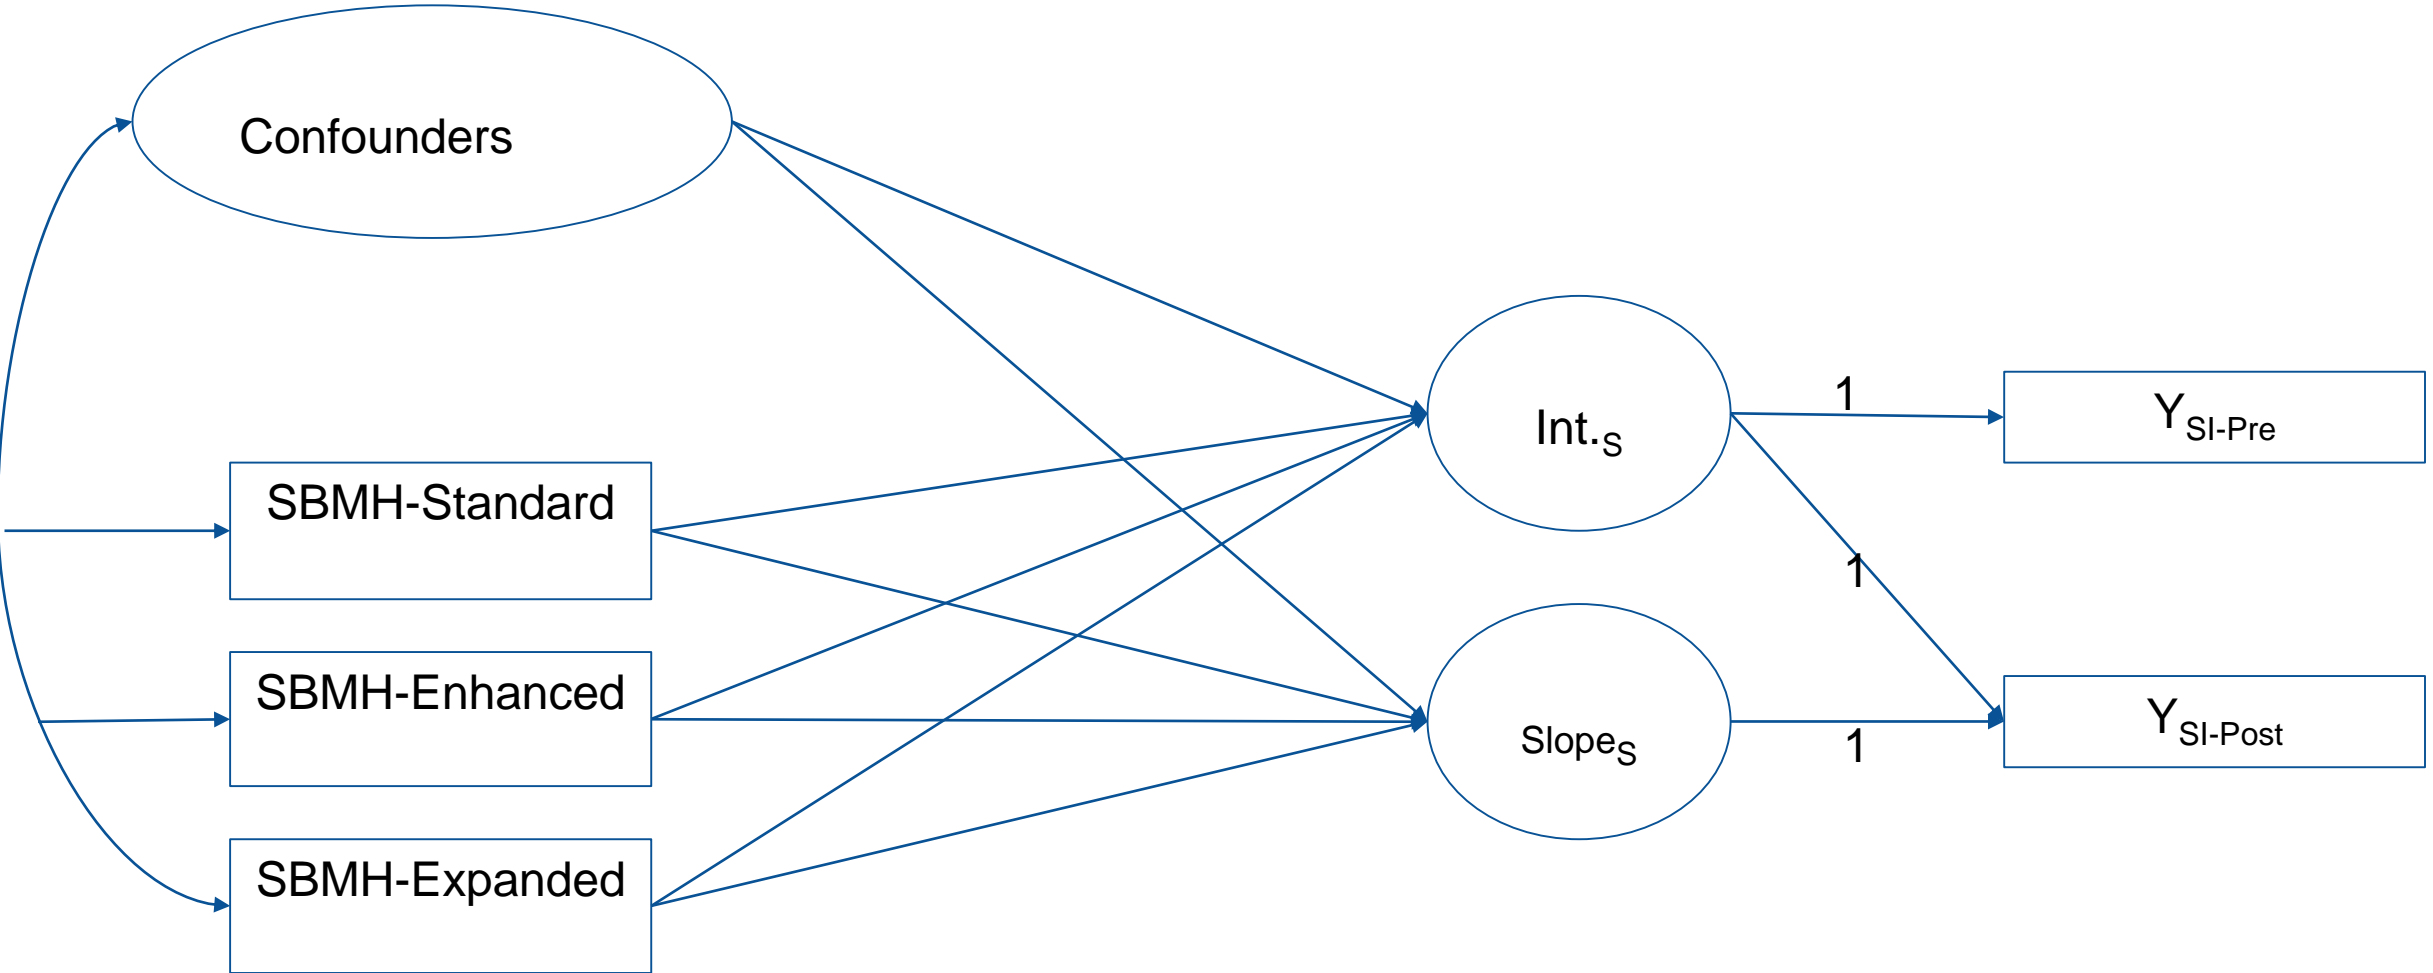 Confounders
SBMH-Standard
SBMH-Enhanced
SBMH-Expanded
Int.S
SlopeS
1
1
1
YSI-Pre
YSI-Post